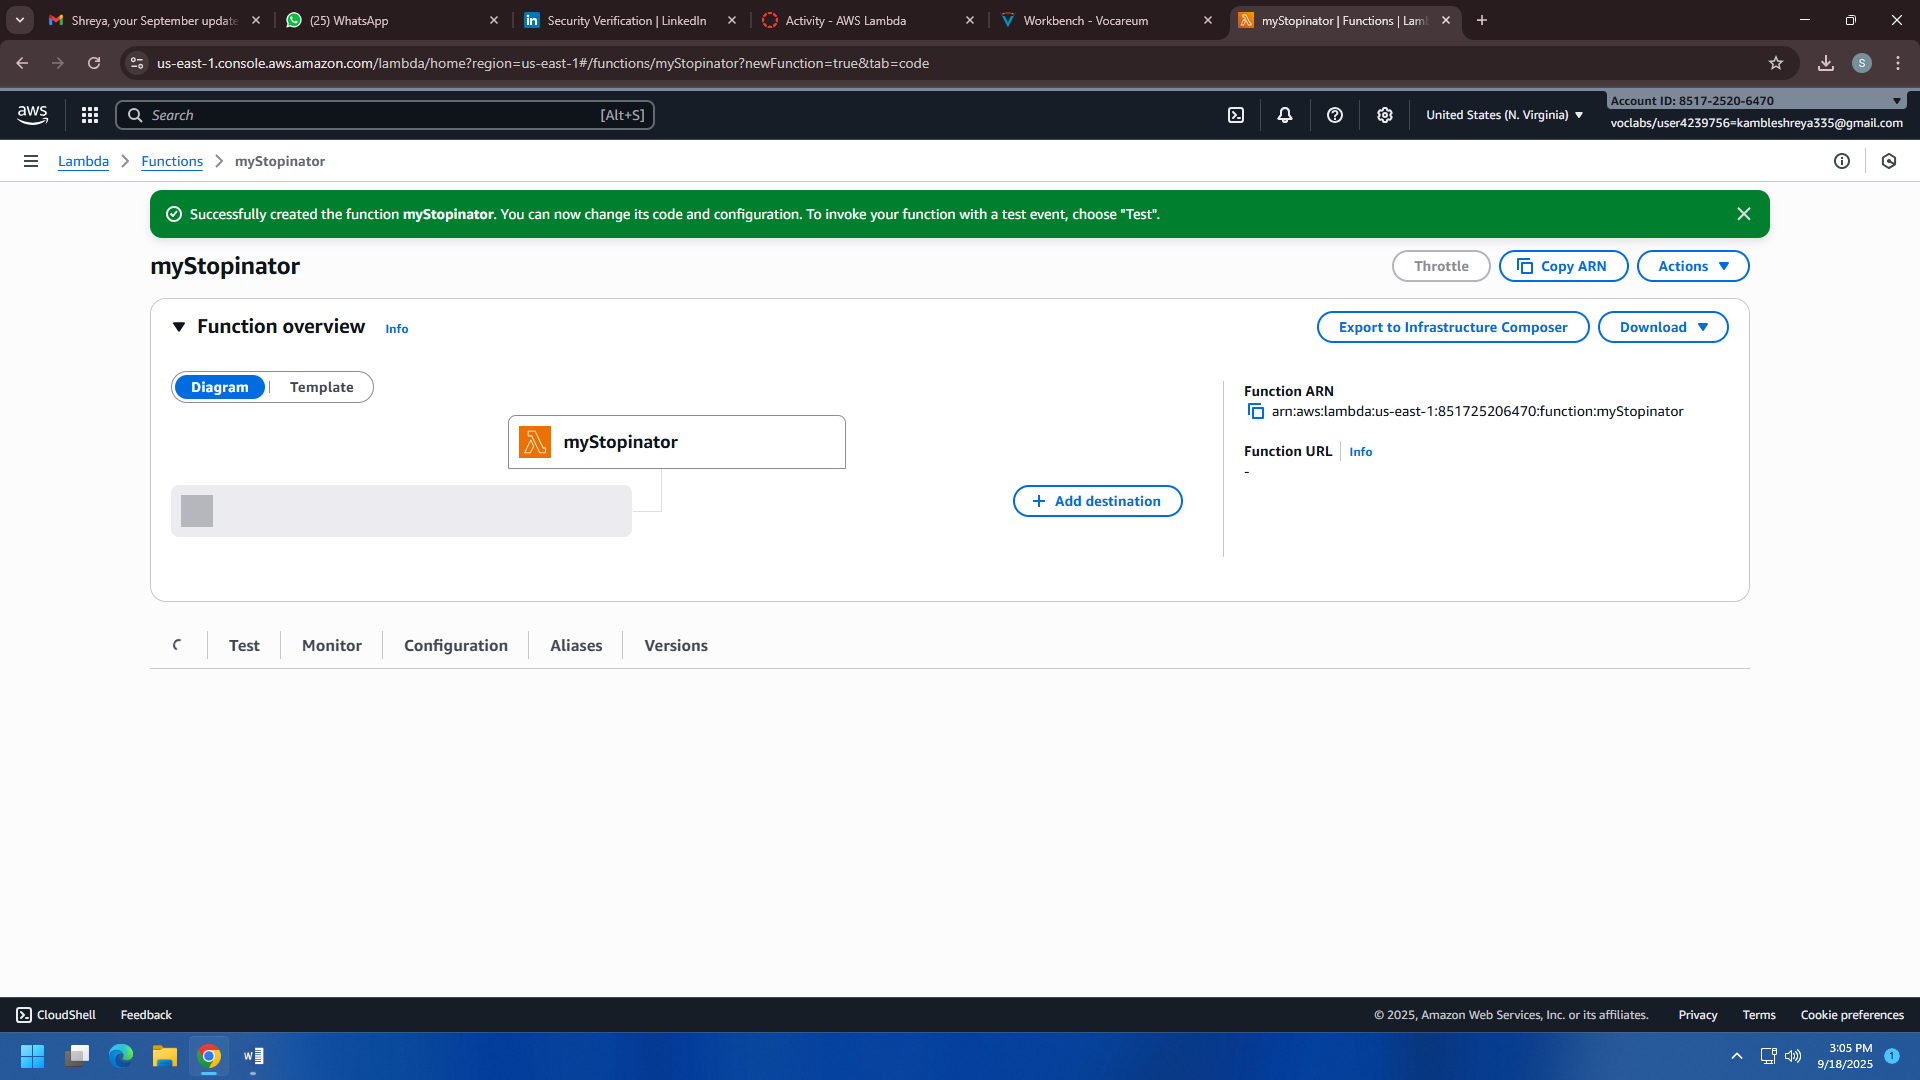 Shreya, your September update
(25) WhatsApp
Security Verification | LinkedIn
Activity - AWS Lambda
Workbench - Vocareum
myStopinator | Functions | Lam
us-east-1.console.aws.amazon.com/lambda/home?region=us-east-1#/functions/myStopinator?newFunction=true&tab=code
S
aws
Search
[Alt+S]
United States (N. Virginia)
Account ID: 8517-2520-6470
voclabs/user4239756=kambleshreya335@gmail.com
Lambda
Functions
myStopinator
Successfully created the function myStopinator. You can now change its code and configuration. To invoke your function with a test event, choose "Test".
myStopinator
Throttle
Copy ARN
Actions
Function overview
Info
Export to Infrastructure Composer
Download
Diagram
Template
myStopinator
Add destination
Function ARN
arn:aws:lambda:us-east-1:851725206470:function:myStopinator
Function URL
Info
-
Test
Monitor
Configuration
Aliases
Versions
CloudShell
Feedback
© 2025, Amazon Web Services, Inc. or its affiliates.
Privacy
Terms
Cookie preferences
3:05 PM
9/18/2025
1